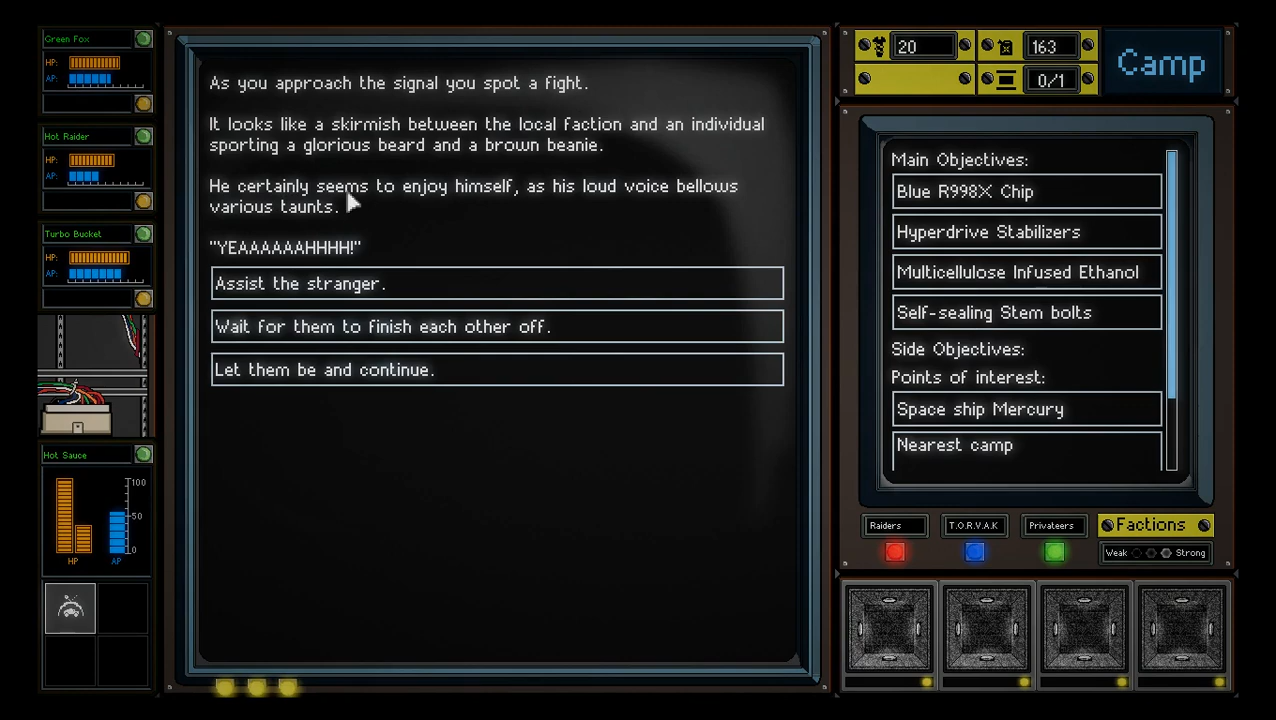 Green Fox
HP:
AP:
Hot Raider
HP:
AP:
Turbo Bucket
HP:
AP:
Hot Sauce
100
50
0
HP
AP
As you approach the signal you spot a fight.
It looks like a skirmish between the local faction and an individual
sporting a glorious beard and a brown beanie.
He certainly seems to enjoy himself, as his loud voice bellows
various taunts.
"YEAAAAAAHHHH!"
Assist the stranger.
Wait for them to finish each other off.
Let them be and continue.
20
163
0/1
Camp
Main Objectives:
Blue R998X Chip
Hyperdrive Stabilizers
Multicellulose Infused Ethanol
Self-sealing Stem bolts
Side Objectives:
Points of interest:
Space ship Mercury
Nearest camp
Raiders
T.O.R.V.A.K
Privateers
Factions
Weak
Strong